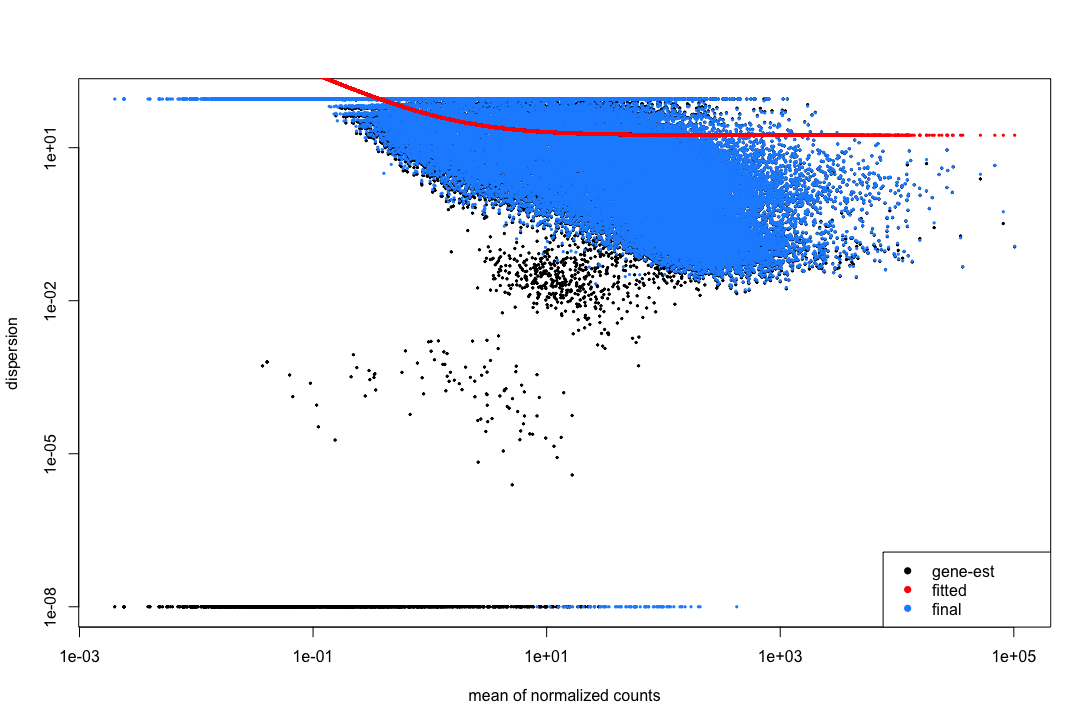 dispersion
1e+01
1e-02
1e-05
1e-08
gene-est
fitted
final
1e-03 1e-01 1e+01 1e+03 1e+05
mean of normalized counts